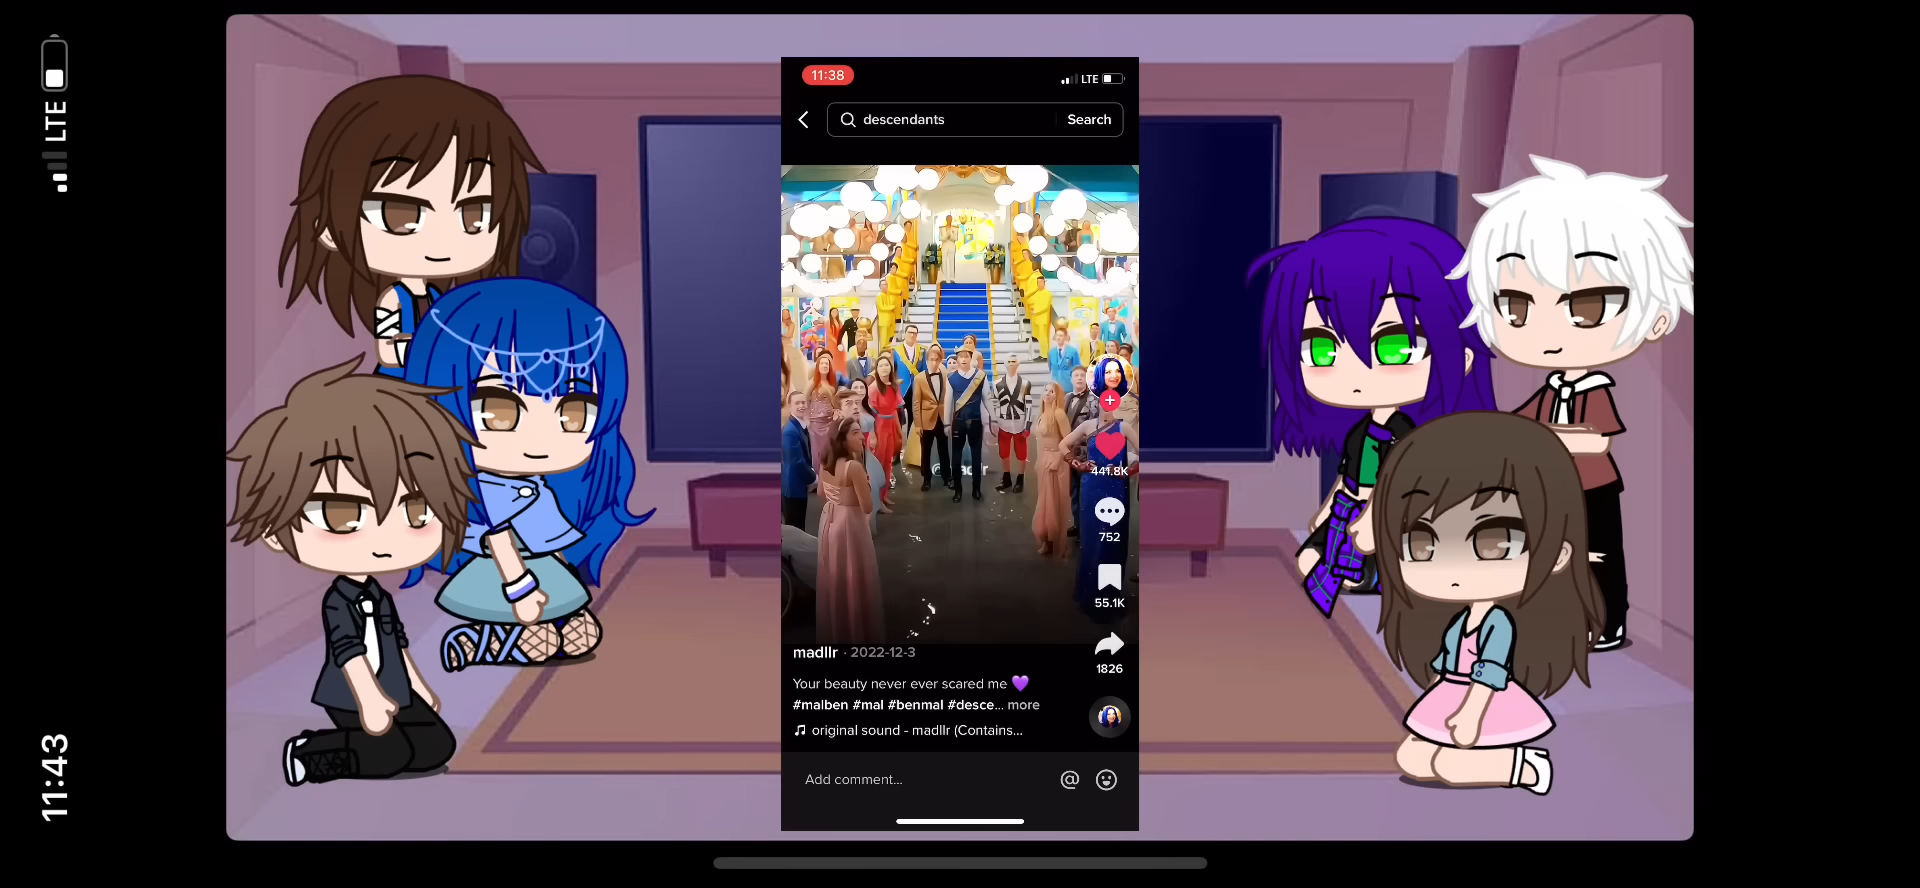 LTE
11:43
11:38
LTE
descendants
Search
441.8K
752
55.1K
1826
madllr · 2022-12-3
Your beauty never ever scared me 💜
#malben #mal #benmal #desce... more
original sound - madllr (Contains...
Add comment...